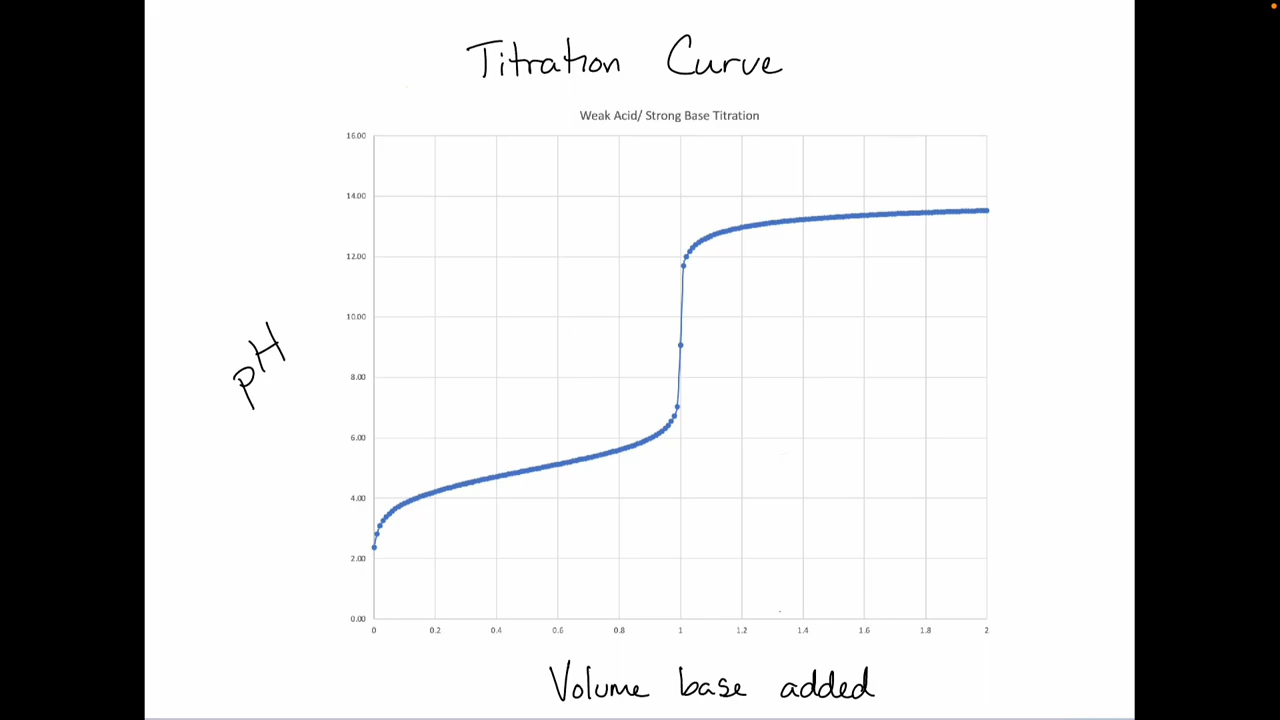 Titration Curve
Weak Acid/ Strong Base Titration
16.00
14.00
12.00
10.00
8.00
6.00
4.00
2.00
0.00
pH
0 0.2 0.4 0.6 0.8 1 1.2 1.4 1.6 1.8 2
Volume base added